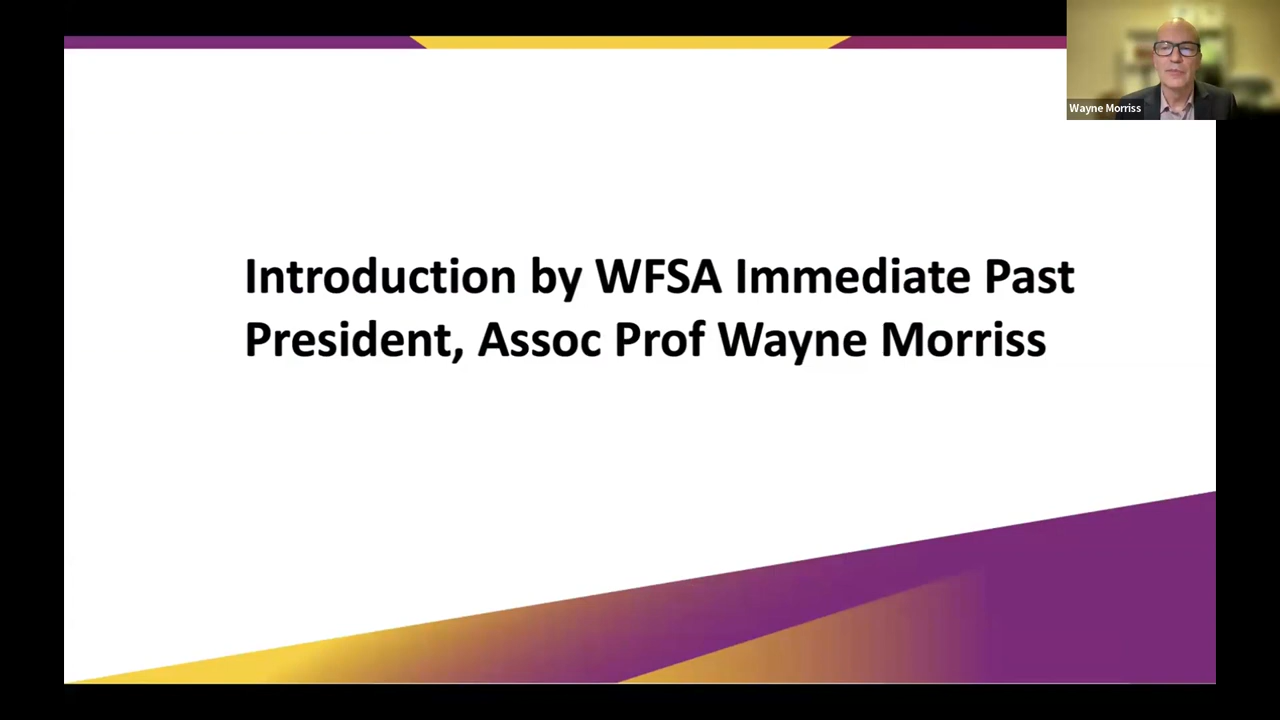 Wayne Morriss
Introduction by WFSA Immediate Past
President, Assoc Prof Wayne Morriss